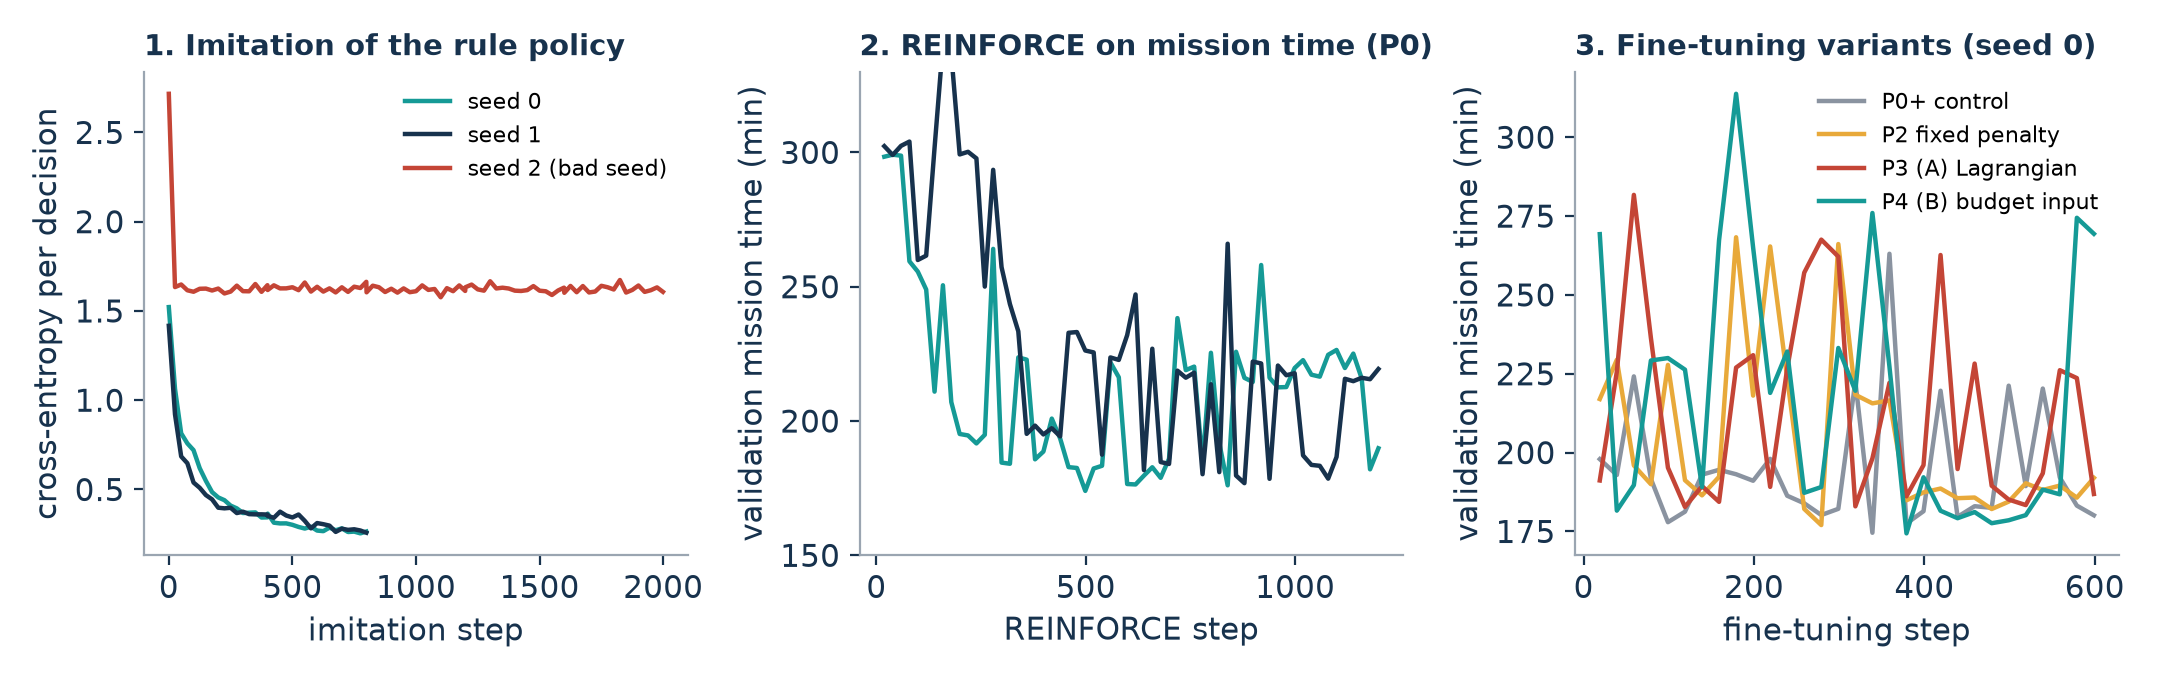 1. Imitation of the rule policy
cross-entropy per decision
2.5
2.0
1.5
1.0
0.5
seed 0
seed 1
seed 2 (bad seed)
0 500 1000 1500 2000
imitation step
2. REINFORCE on mission time (P0)
validation mission time (min)
300
250
200
150
0 500 1000
REINFORCE step
3. Fine-tuning variants (seed 0)
validation mission time (min)
300
275
250
225
200
175
P0+ control
P2 fixed penalty
P3 (A) Lagrangian
P4 (B) budget input
0 200 400 600
fine-tuning step